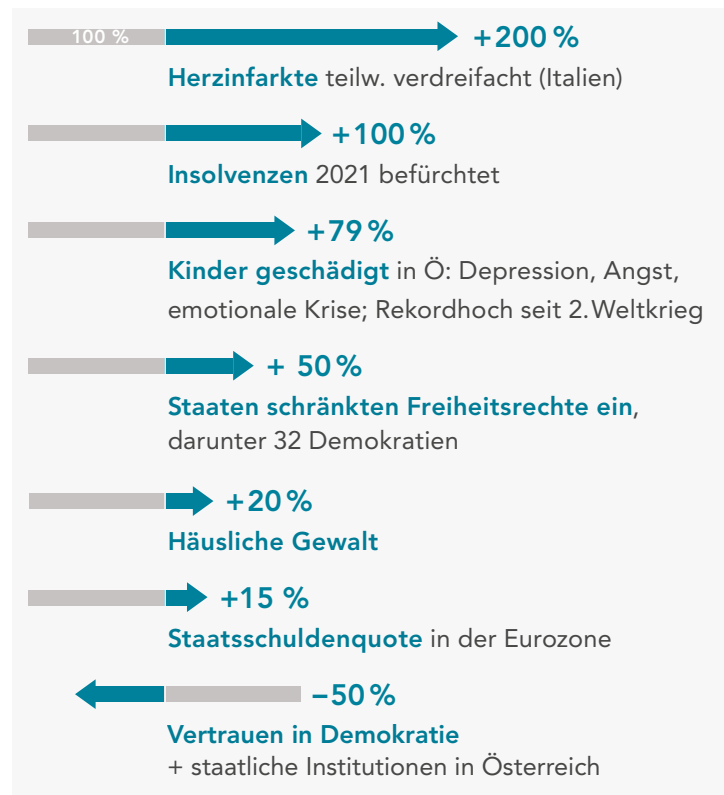 100 % +200 %
Herzinfarkte teilw. verdreifacht (Italien)
+100 %
Insolvenzen 2021 befürchtet
+79 %
Kinder geschädigt in Ö: Depression, Angst,
emotionale Krise; Rekordhoch seit 2. Weltkrieg
+ 50 %
Staaten schränkten Freiheitsrechte ein,
darunter 32 Demokratien
+20 %
Häusliche Gewalt
+15 %
Staatsschuldenquote in der Eurozone
–50 %
Vertrauen in Demokratie
+ staatliche Institutionen in Österreich